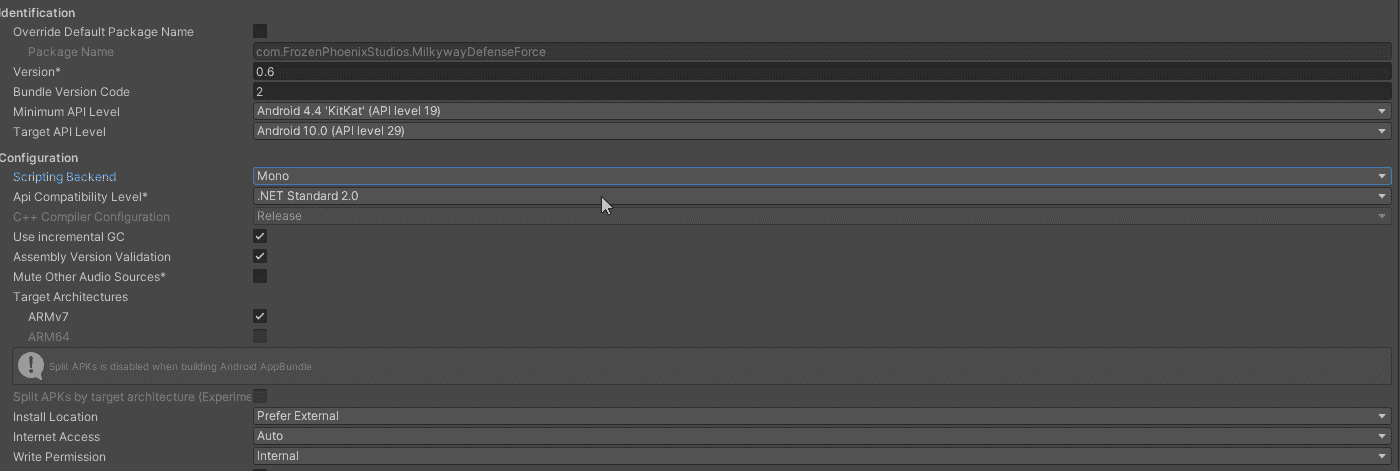 Identification
Override Default Package Name
Package Name com.FrozenPhoenixStudios.MilkywayDefenseForce
Version* 0.6
Bundle Version Code 2
Minimum API Level Android 4.4 'KitKat' (API level 19)
Target API Level Android 10.0 (API level 29)
Configuration
Scripting Backend Mono
Api Compatibility Level* .NET Standard 2.0
C++ Compiler Configuration Release
Use incremental GC
Assembly Version Validation
Mute Other Audio Sources*
Target Architectures
ARMv7
ARM64
Split APKs is disabled when building Android AppBundle
Split APKs by target architecture (Experime
Install Location Prefer External
Internet Access Auto
Write Permission Internal